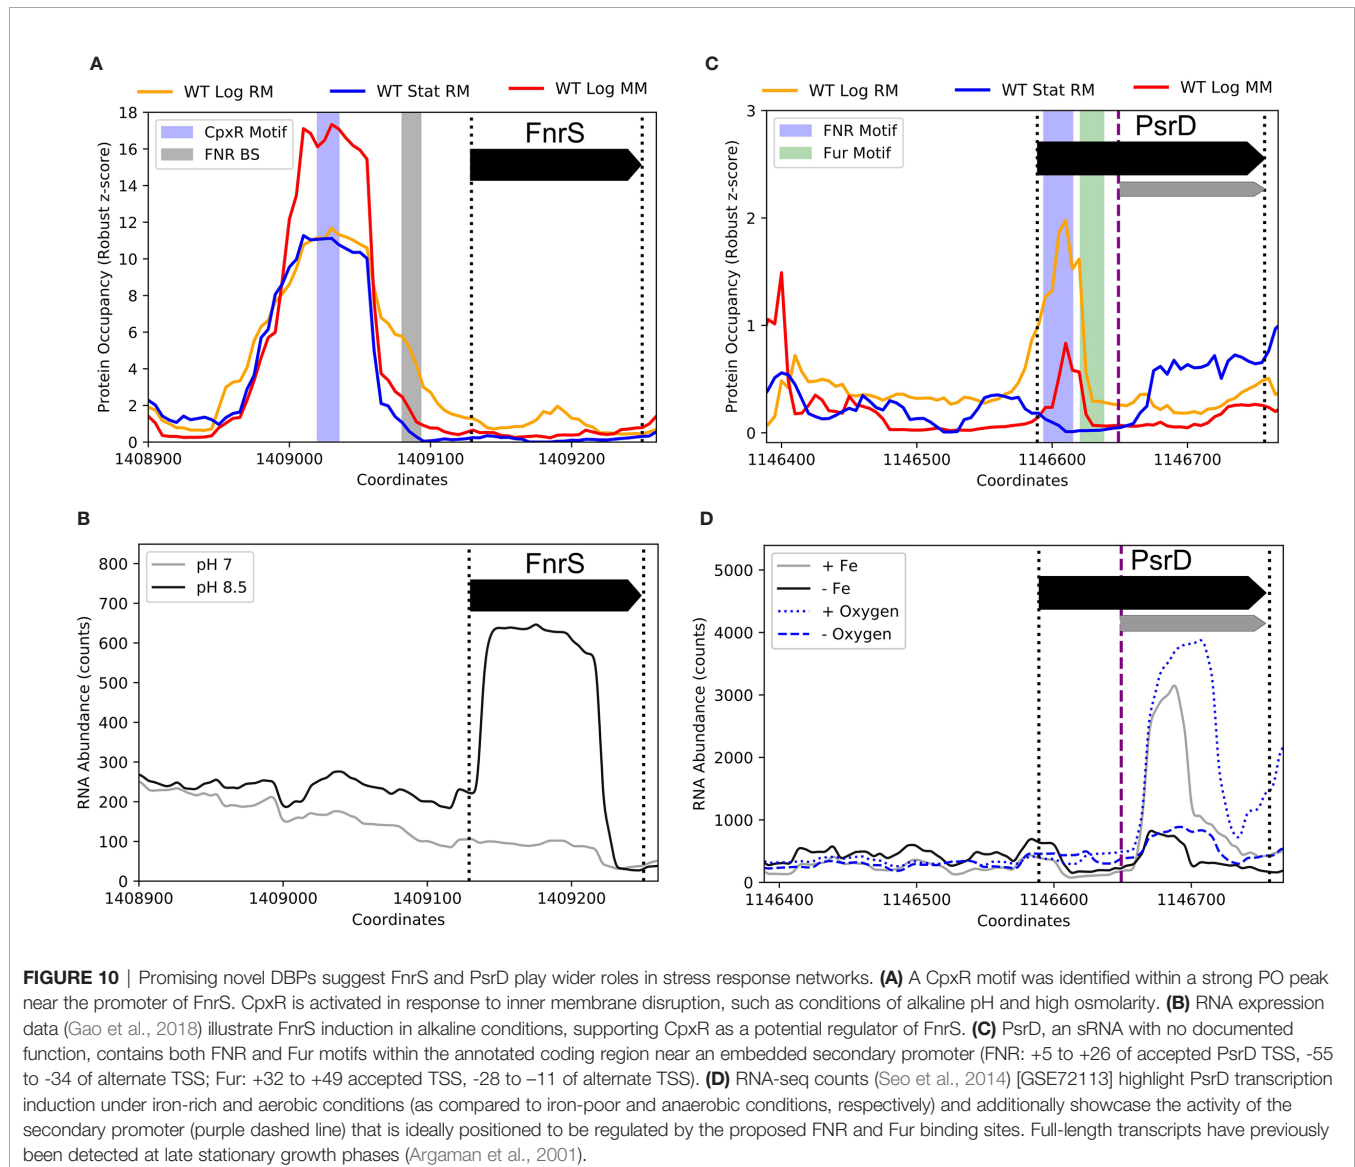 A
WT Log RM
WT Stat RM
WT Log MM
CpxR Motif
FNR BS
FnrS
Protein Occupancy (Robust z-score)
18
16
14
12
10
8
6
4
2
0
1408900
1409000
1409100
1409200
Coordinates
C
WT Log RM
WT Stat RM
WT Log MM
FNR Motif
Fur Motif
PsrD
Protein Occupancy (Robust z-score)
3
2
1
0
1146400
1146500
1146600
1146700
Coordinates
B
pH 7
pH 8.5
FnrS
RNA Abundance (counts)
800
700
600
500
400
300
200
100
0
1408900
1409000
1409100
1409200
Coordinates
D
+ Fe
- Fe
+ Oxygen
- Oxygen
PsrD
RNA Abundance (counts)
5000
4000
3000
2000
1000
0
1146400
1146500
1146600
1146700
Coordinates
FIGURE 10 | Promising novel DBPs suggest FnrS and PsrD play wider roles in stress response networks. (A) A CpxR motif was identified within a strong PO peak
near the promoter of FnrS. CpxR is activated in response to inner membrane disruption, such as conditions of alkaline pH and high osmolarity. (B) RNA expression
data (Gao et al., 2018) illustrate FnrS induction in alkaline conditions, supporting CpxR as a potential regulator of FnrS. (C) PsrD, an sRNA with no documented
function, contains both FNR and Fur motifs within the annotated coding region near an embedded secondary promoter (FNR: +5 to +26 of accepted PsrD TSS, -55
to -34 of alternate TSS; Fur: +32 to +49 accepted TSS, -28 to –11 of alternate TSS). (D) RNA-seq counts (Seo et al., 2014) [GSE72113] highlight PsrD transcription
induction under iron-rich and aerobic conditions (as compared to iron-poor and anaerobic conditions, respectively) and additionally showcase the activity of the
secondary promoter (purple dashed line) that is ideally positioned to be regulated by the proposed FNR and Fur binding sites. Full-length transcripts have previously
been detected at late stationary growth phases (Argaman et al., 2001).